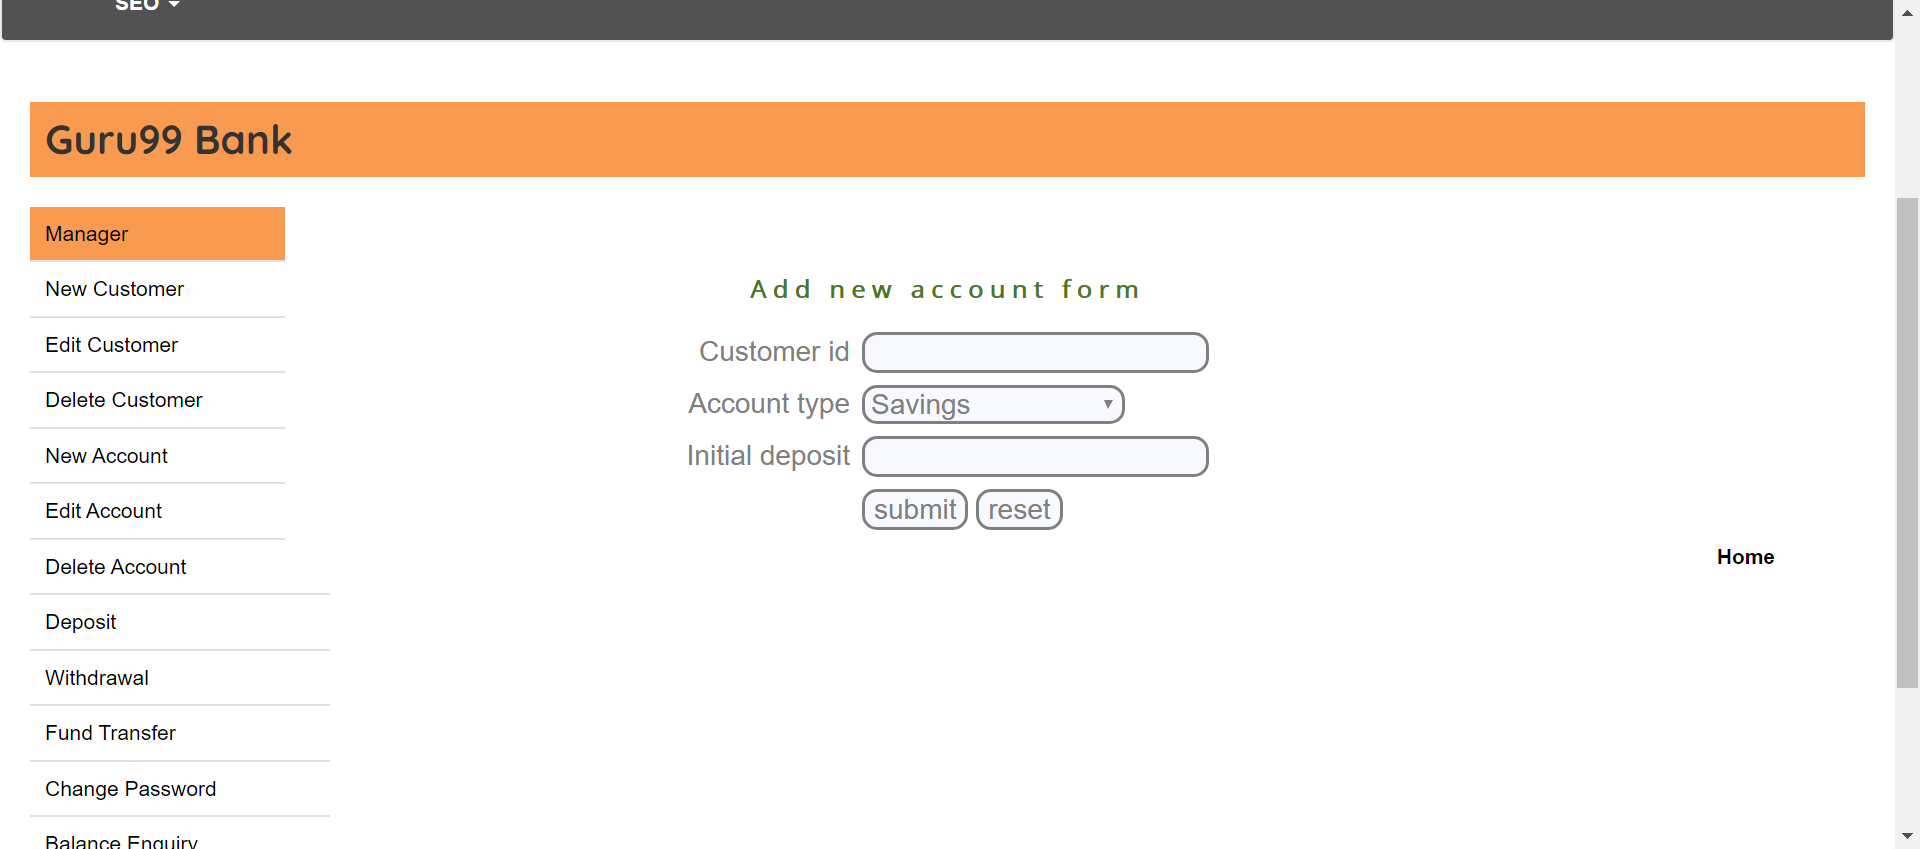 SEO
Guru99 Bank
Manager
New Customer
Edit Customer
Delete Customer
New Account
Edit Account
Delete Account
Deposit
Withdrawal
Fund Transfer
Change Password
Balance Enquiry
Add new account form
Customer id
Account type Savings
Initial deposit
submit reset
Home